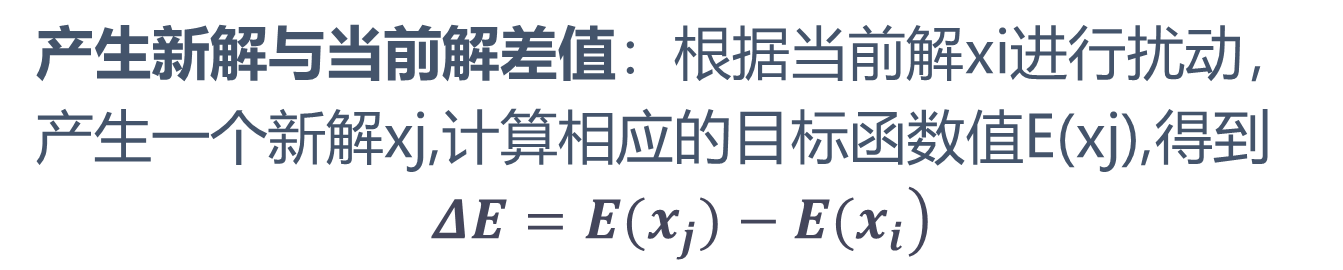 产生新解与当前解差值：根据当前解xi进行扰动，
产生一个新解xj,计算相应的目标函数值E(xj),得到
ΔE = E(x_j) − E(x_i)